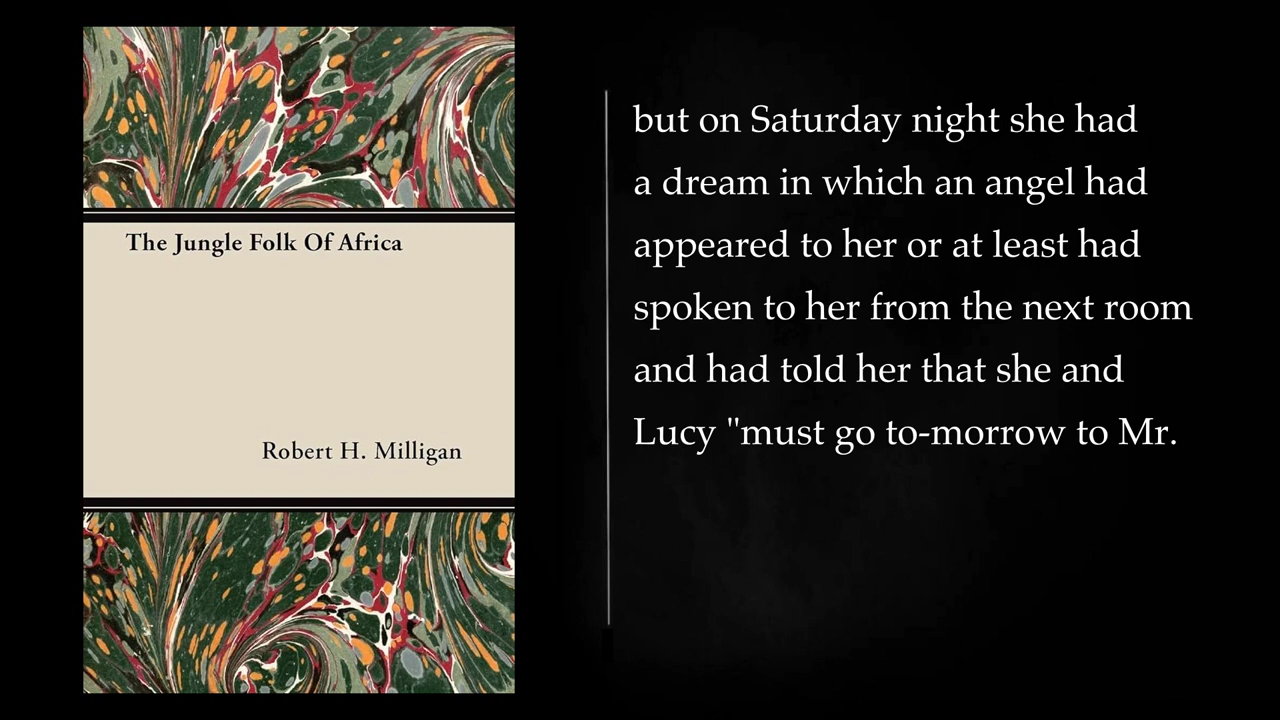 The Jungle Folk Of Africa
Robert H. Milligan
but on Saturday night she had
a dream in which an angel had
appeared to her or at least had
spoken to her from the next room
and had told her that she and
Lucy "must go to-morrow to Mr.